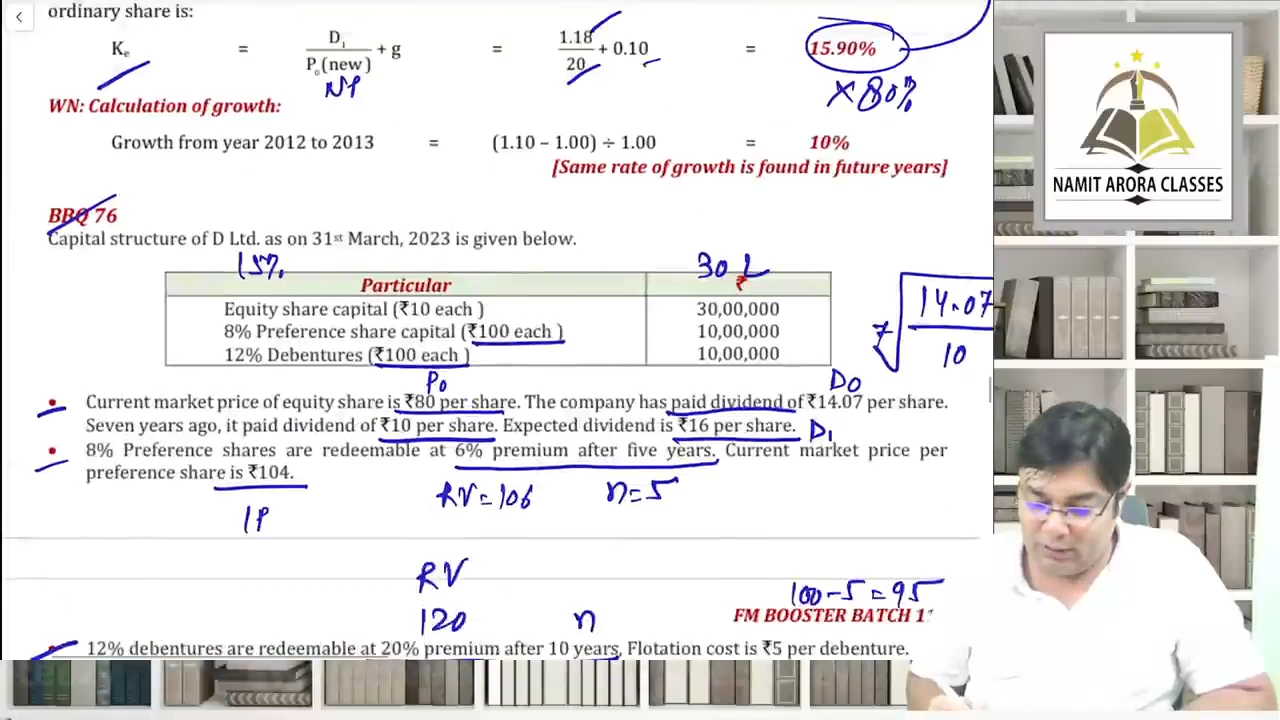 ordinary share is:
Kₑ = D₁ / P₀(new) + g = 1.18 / 20 + 0.10 = 15.90%
NP
×80%
WN: Calculation of growth:
Growth from year 2012 to 2013 = (1.10 – 1.00) ÷ 1.00 = 10%
[Same rate of growth is found in future years]
BBQ 76
Capital structure of D Ltd. as on 31st March, 2023 is given below.
15% 30 L
Particular ₹
Equity share capital (₹10 each ) 30,00,000
8% Preference share capital (₹100 each ) 10,00,000
12% Debentures (₹100 each ) 10,00,000
7 √ 14.07 / 10
P0 D0
• Current market price of equity share is ₹80 per share. The company has paid dividend of ₹14.07 per share.
Seven years ago, it paid dividend of ₹10 per share. Expected dividend is ₹16 per share. D1
• 8% Preference shares are redeemable at 6% premium after five years. Current market price per
preference share is ₹104.
RV=106 n=5
IP
RV
100-5=95
120 n
FM BOOSTER BATCH 1
• 12% debentures are redeemable at 20% premium after 10 years, Flotation cost is ₹5 per debenture.
NAMIT ARORA CLASSES